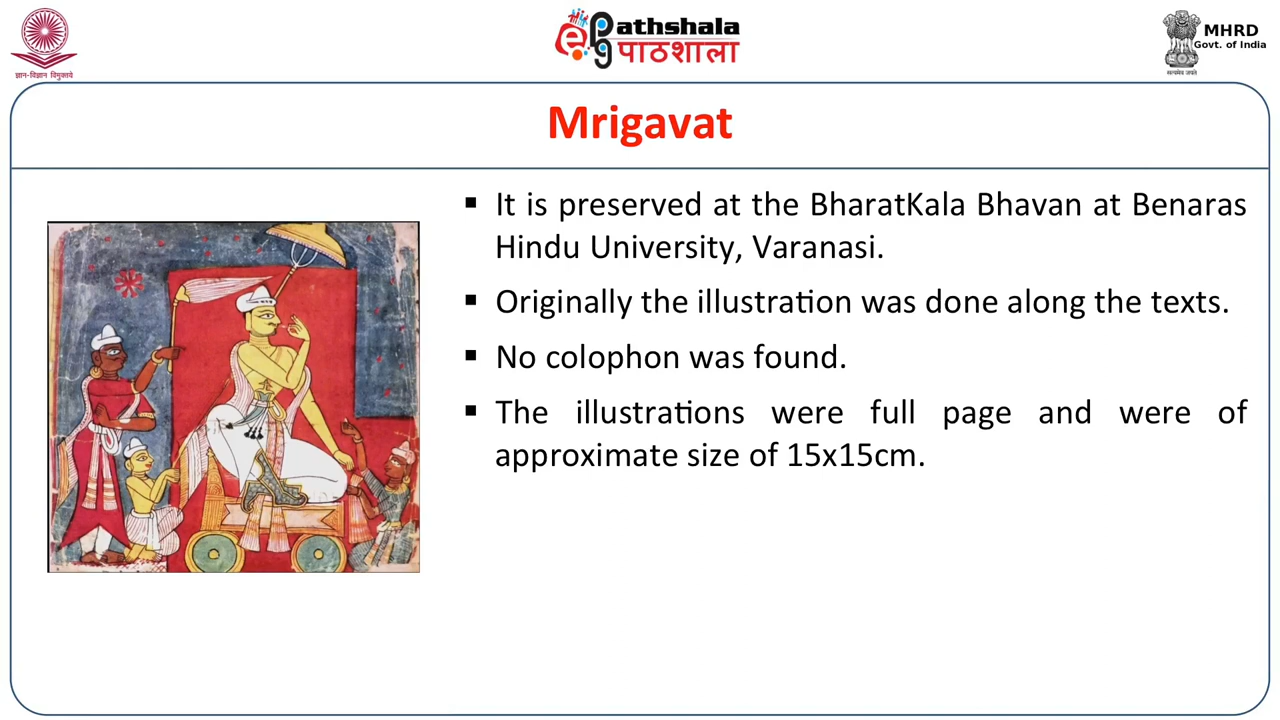 ज्ञान-विज्ञान विमुक्तये
ePathshala
पाठशाला
MHRD
Govt. of India
सत्यमेव जयते
Mrigavat
▪ It is preserved at the BharatKala Bhavan at Benaras
Hindu University, Varanasi.
▪ Originally the illustration was done along the texts.
▪ No colophon was found.
▪ The illustrations were full page and were of
approximate size of 15x15cm.